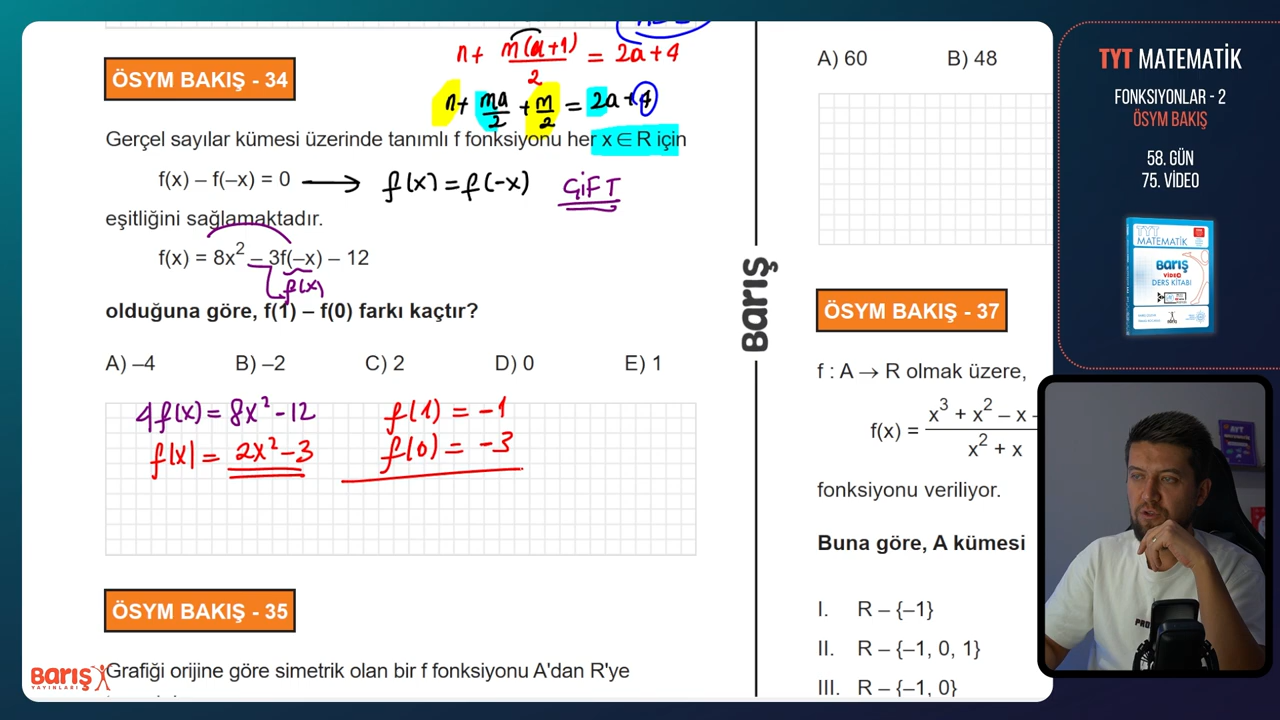 n + m(a+1)/2 = 2a+4
n + ma/2 + m/2 = 2a+4
ÖSYM BAKIŞ - 34
Gerçel sayılar kümesi üzerinde tanımlı f fonksiyonu her x ∈ R için
f(x) – f(–x) = 0 → f(x) = f(-x) ÇİFT
eşitliğini sağlamaktadır.
f(x) = 8x² – 3f(–x) – 12
f(x)
olduğuna göre, f(1) – f(0) farkı kaçtır?
A) –4 B) –2 C) 2 D) 0 E) 1
4f(x) = 8x² - 12
f(x) = 2x² - 3
f(1) = -1
f(0) = -3
ÖSYM BAKIŞ - 35
Grafiği orijine göre simetrik olan bir f fonksiyonu A'dan R'ye
BARIŞ
YAYINLARI
BARIŞ
A) 60 B) 48
ÖSYM BAKIŞ - 37
f : A → R olmak üzere,
f(x) = x³ + x² – x – / x² + x
fonksiyonu veriliyor.
Buna göre, A kümesi
I. R – {–1}
II. R – {–1, 0, 1}
III. R – {–1, 0}
TYT MATEMATİK
FONKSIYONLAR - 2
ÖSYM BAKIŞ
58. GÜN
75. VİDEO
TYT
MATEMATİK
BARIŞ
VİDEO
DERS KİTABI